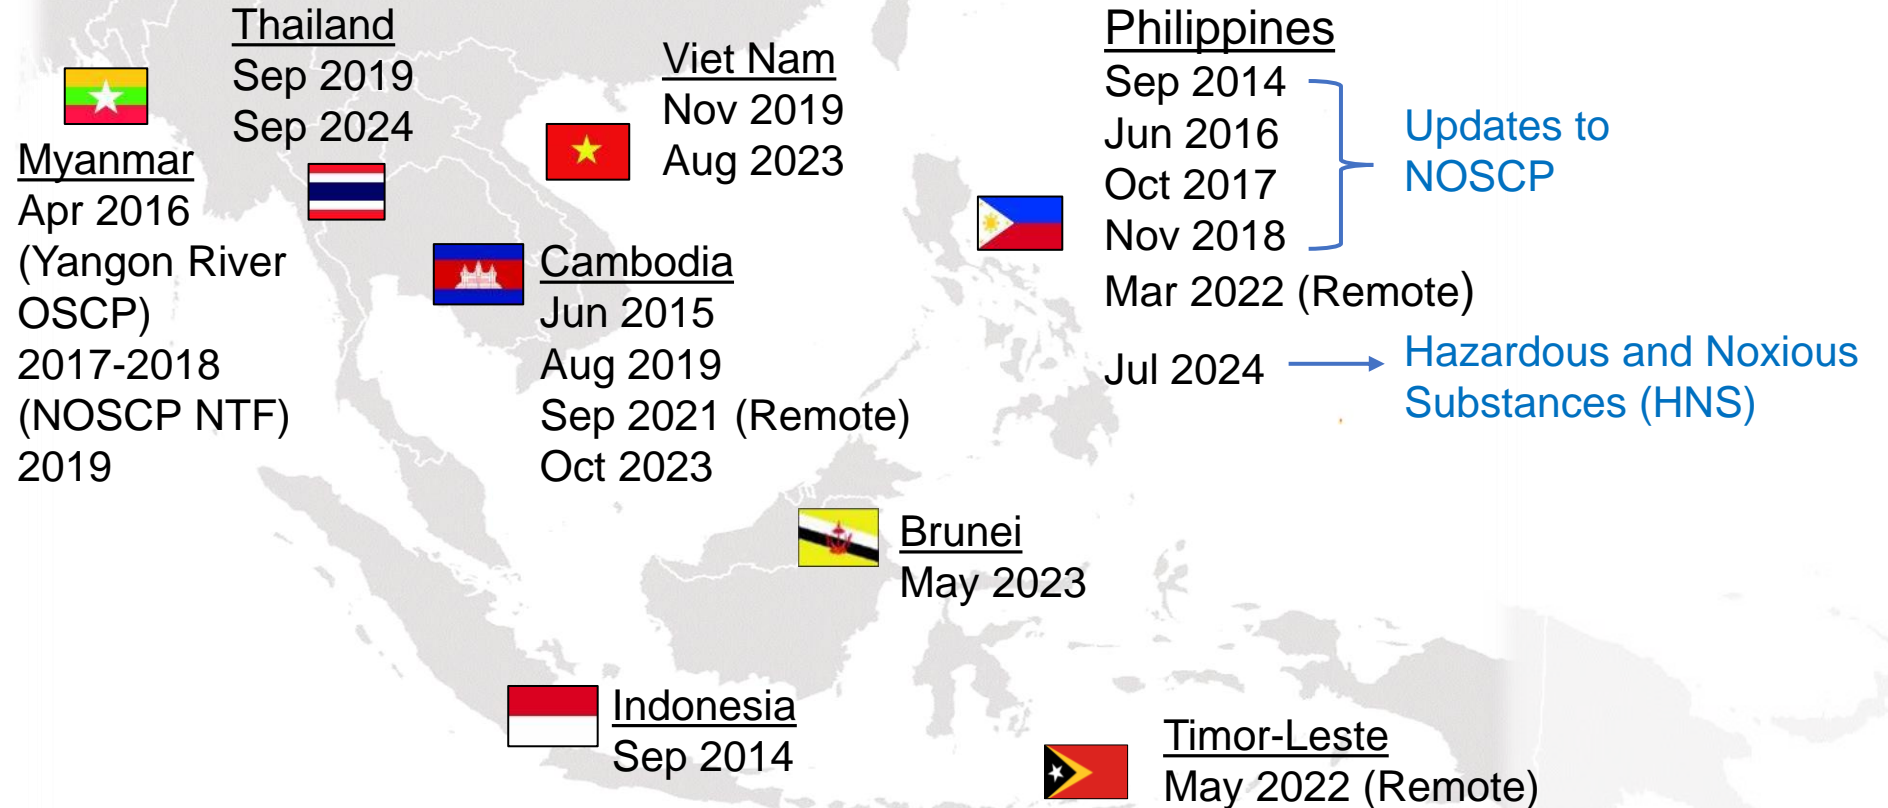 Thailand
Sep 2019
Sep 2024
Myanmar
Apr 2016
(Yangon River
OSCP)
2017-2018
(NOSCP NTF)
2019
Viet Nam
Nov 2019
Aug 2023
Cambodia
Jun 2015
Aug 2019
Sep 2021 (Remote)
Oct 2023
Philippines
Sep 2014
Jun 2016
Oct 2017
Nov 2018
Mar 2022 (Remote)
Jul 2024
Updates to
NOSCP
Hazardous and Noxious
Substances (HNS)
Brunei
May 2023
Indonesia
Sep 2014
Timor-Leste
May 2022 (Remote)